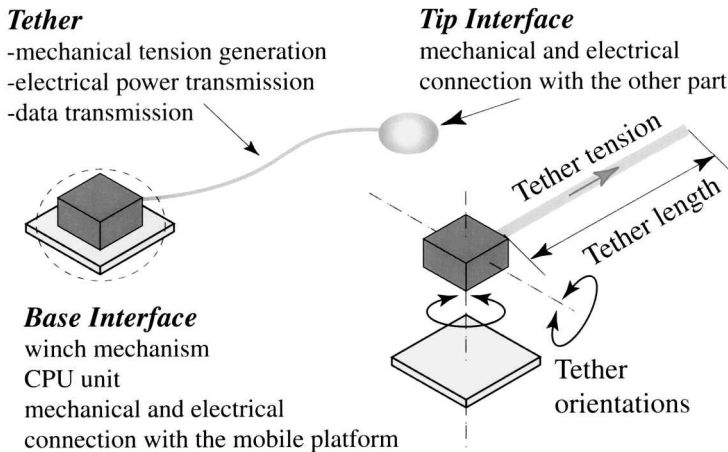 Tether
-mechanical tension generation
-electrical power transmission
-data transmission
Tip Interface
mechanical and electrical
connection with the other part
Tether tension
Tether length
Base Interface
winch mechanism
CPU unit
mechanical and electrical
connection with the mobile platform
Tether
orientations